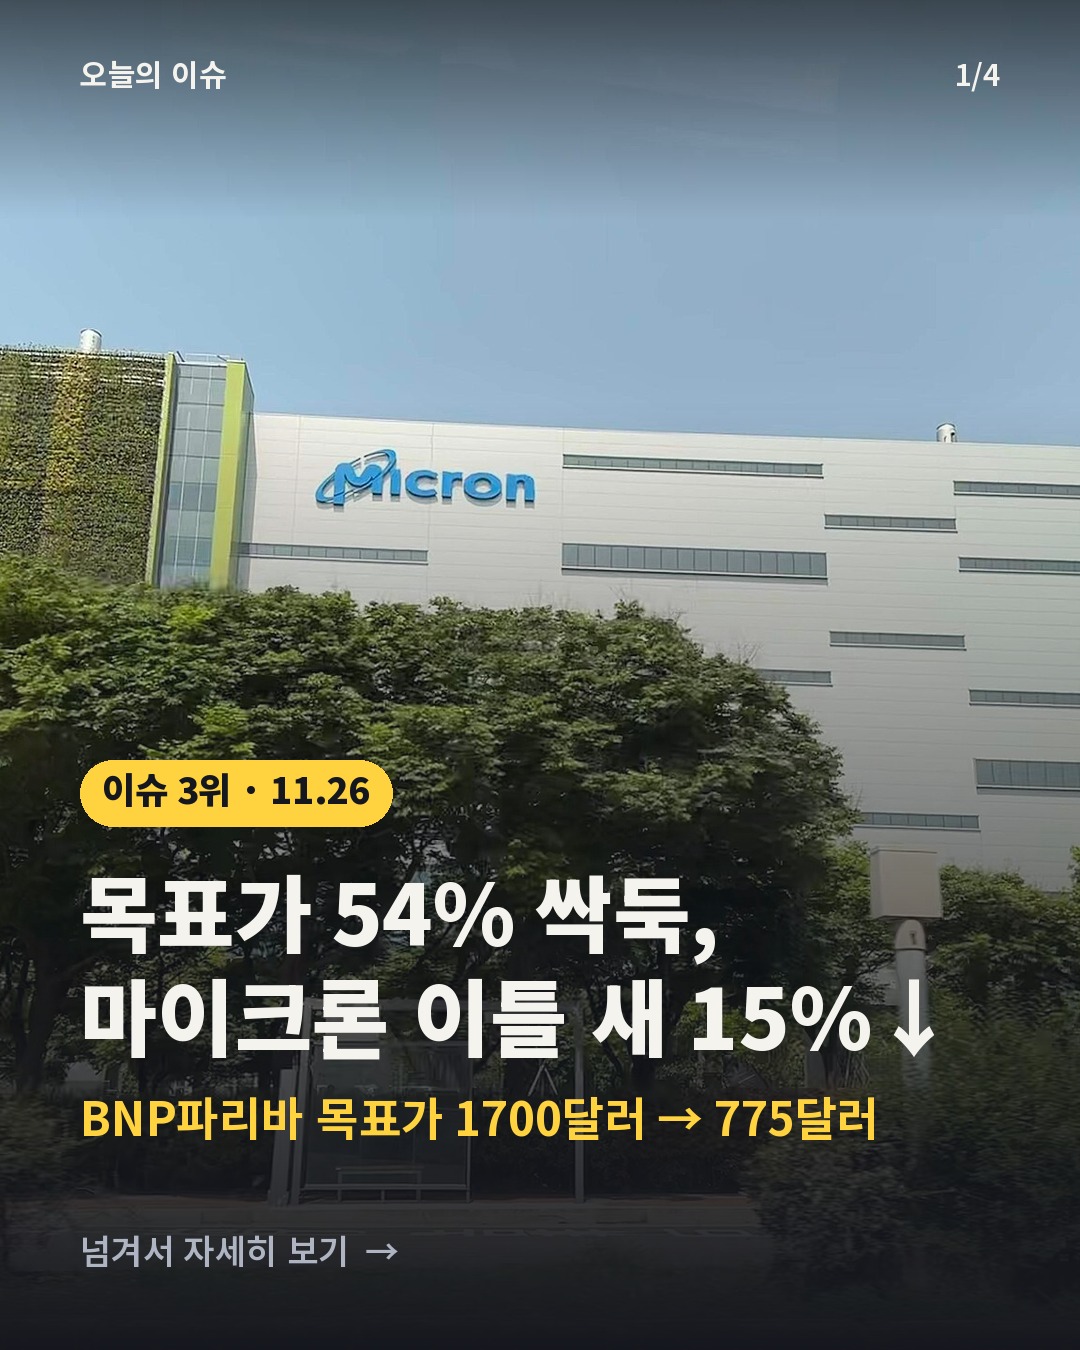 오늘의 이슈
1/4
Micron
이슈 3위 · 11.26
목표가 54% 싹둑,
마이크론 이틀 새 15%↓
BNP파리바 목표가 1700달러 → 775달러
넘겨서 자세히 보기 →